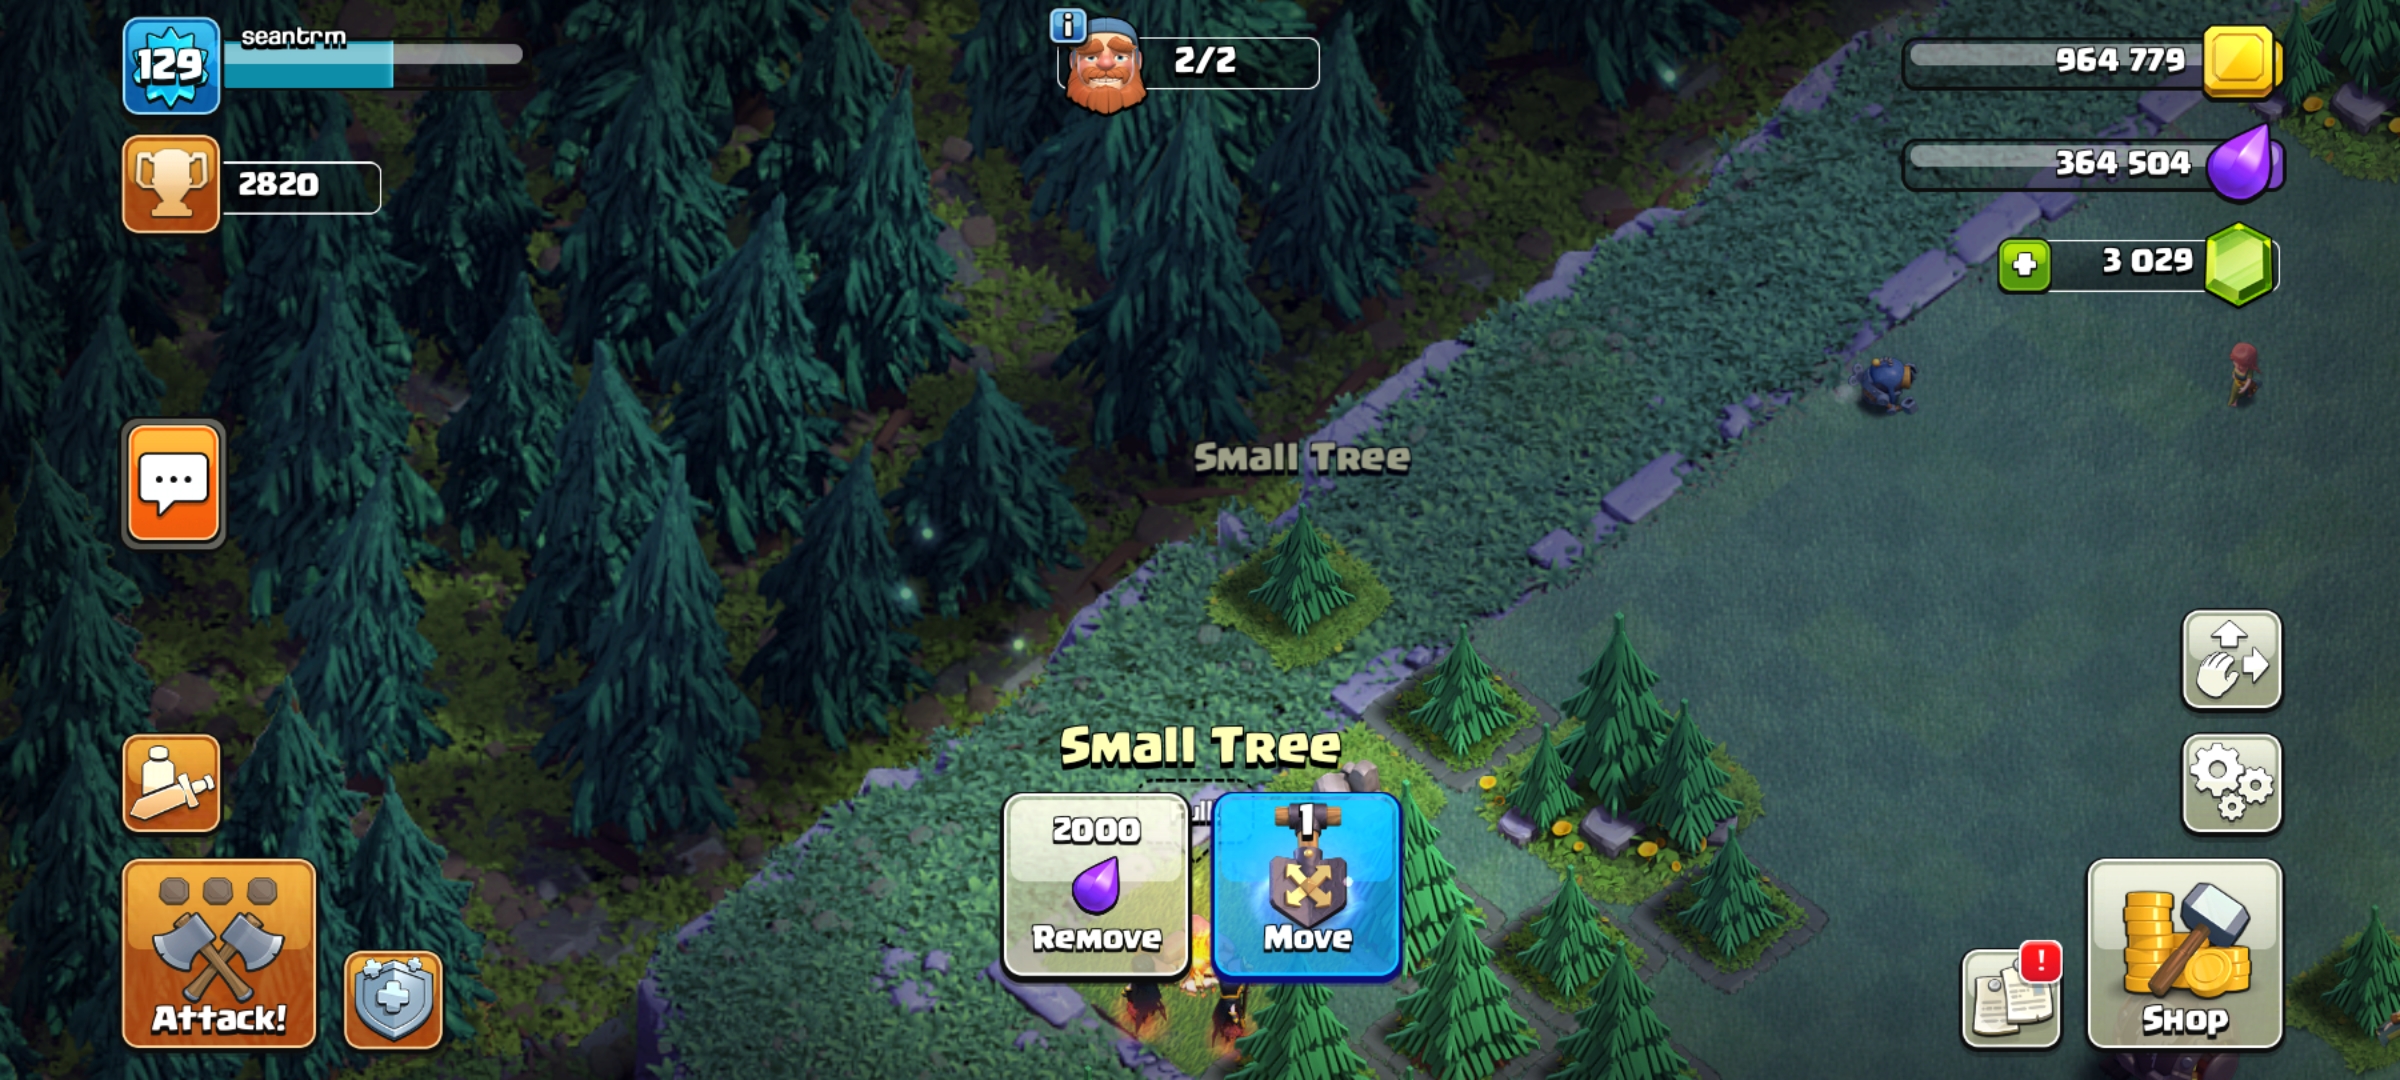 129
seantrm
i
2/2
964 779
2820
364 504
3 029
Small Tree
Small Tree
2000
1
Remove
Move
Attack!
!
Shop